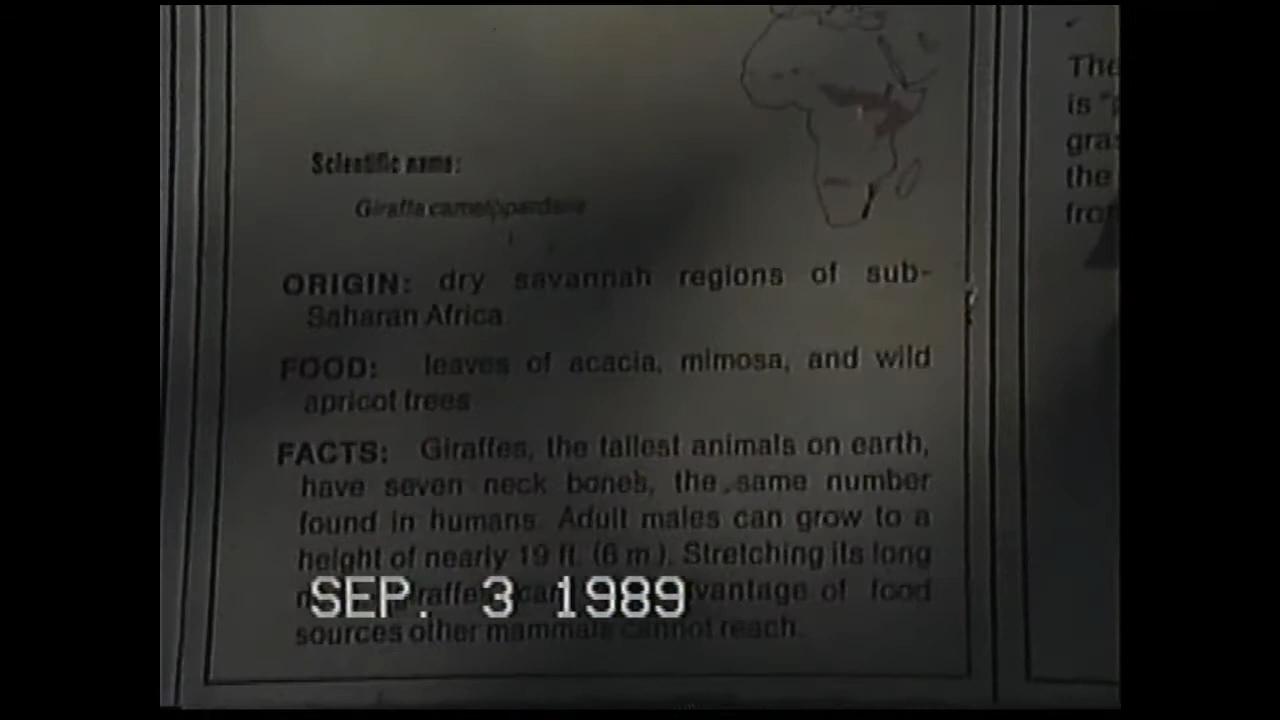 Scientific name:
Giraffa camelopardalis
ORIGIN: dry savannah regions of sub-
Saharan Africa
FOOD: leaves of acacia, mimosa, and wild
apricot trees
FACTS: Giraffes, the tallest animals on earth,
have seven neck bones, the same number
found in humans. Adult males can grow to a
height of nearly 19 ft. (6 m). Stretching its long
food
sources other mammals cannot reach.
SEP. 3 1989
The
is
the